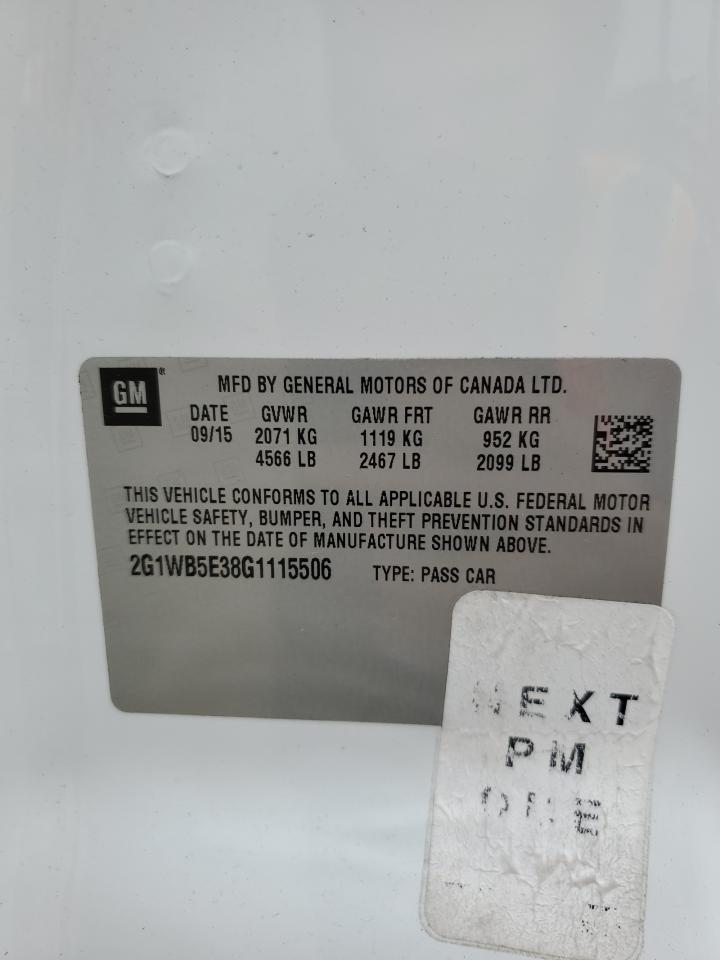 GM
MFD BY GENERAL MOTORS OF CANADA LTD.
DATE GVWR GAWR FRT GAWR RR
09/15 2071 KG 1119 KG 952 KG
4566 LB 2467 LB 2099 LB
THIS VEHICLE CONFORMS TO ALL APPLICABLE U.S. FEDERAL MOTOR
VEHICLE SAFETY, BUMPER, AND THEFT PREVENTION STANDARDS IN
EFFECT ON THE DATE OF MANUFACTURE SHOWN ABOVE.
2G1WB5E38G1115506 TYPE: PASS CAR
NEXT
PM